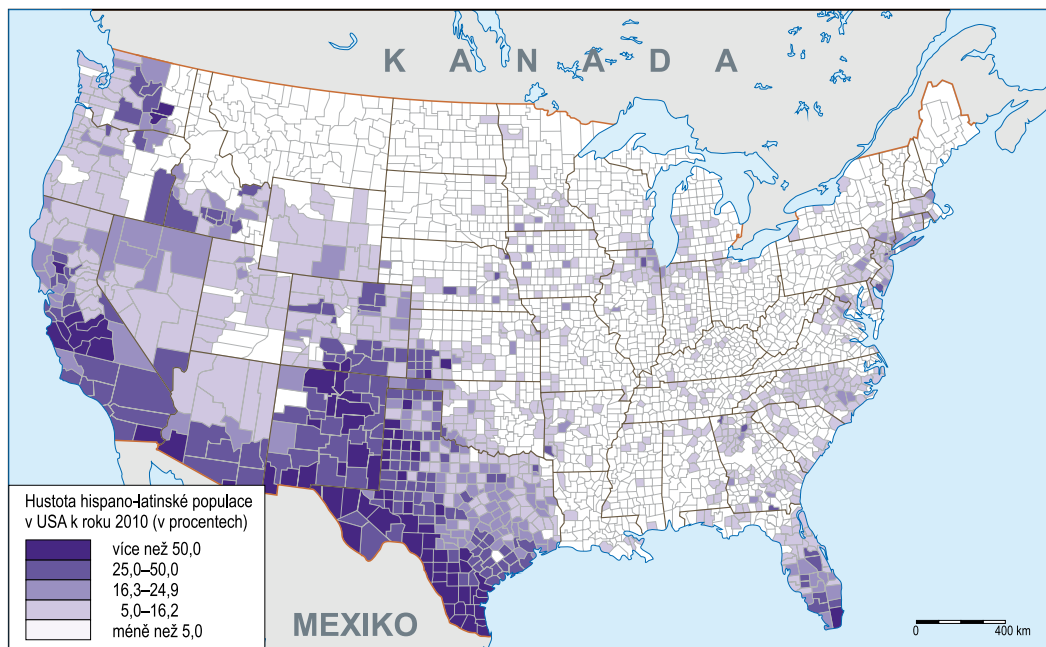 K A N A D A
Hustota hispano-latinské populace
v USA k roku 2010 (v procentech)
více než 50,0
25,0–50,0
16,3–24,9
5,0–16,2
méně než 5,0
MEXIKO
0 400 km